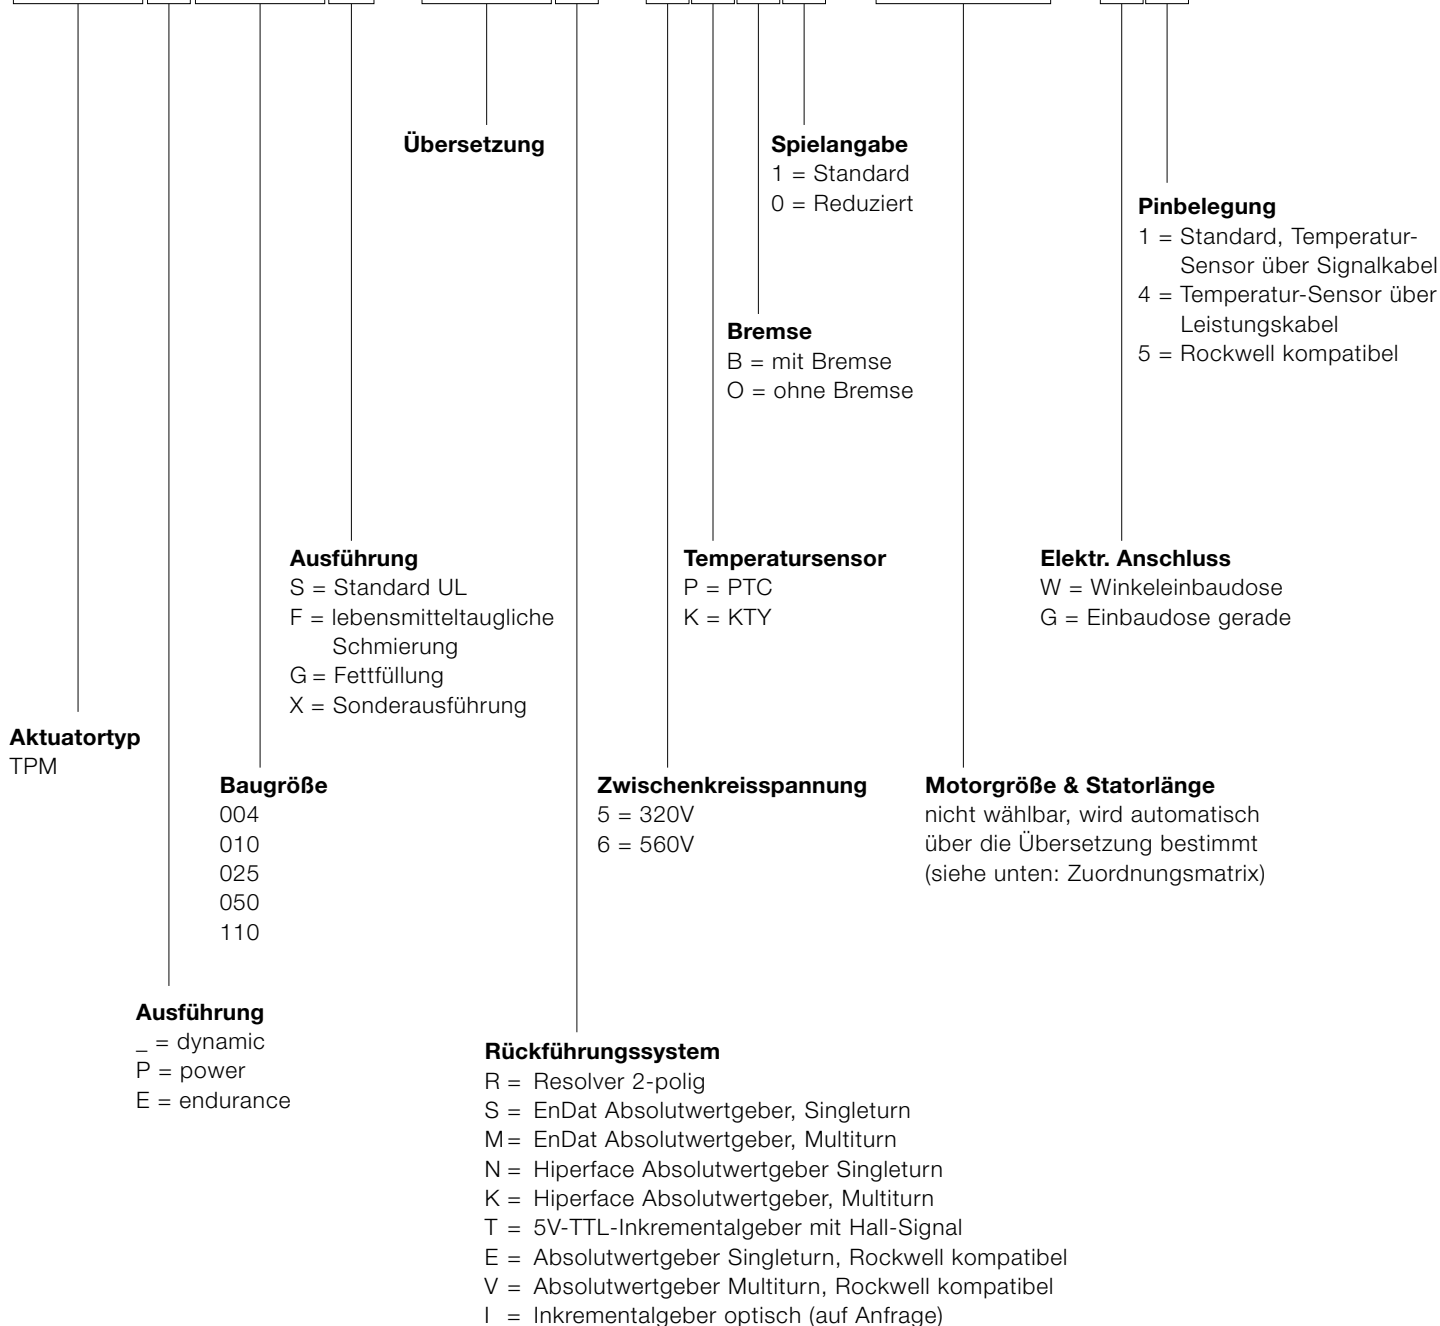 Übersetzung
Spielangabe
1 = Standard
0 = Reduziert
Pinbelegung
1 = Standard, Temperatur-
Sensor über Signalkabel
4 = Temperatur-Sensor über
Leistungskabel
5 = Rockwell kompatibel
Bremse
B = mit Bremse
O = ohne Bremse
Ausführung
S = Standard UL
F = lebensmitteltaugliche
Schmierung
G = Fettfüllung
X = Sonderausführung
Temperatursensor
P = PTC
K = KTY
Elektr. Anschluss
W = Winkeleinbaudose
G = Einbaudose gerade
Aktuatortyp
TPM
Baugröße
004
010
025
050
110
Zwischenkreisspannung
5 = 320V
6 = 560V
Motorgröße & Statorlänge
nicht wählbar, wird automatisch
über die Übersetzung bestimmt
(siehe unten: Zuordnungsmatrix)
Ausführung
_ = dynamic
P = power
E = endurance
Rückführungssystem
R = Resolver 2-polig
S = EnDat Absolutwertgeber, Singleturn
M = EnDat Absolutwertgeber, Multiturn
N = Hiperface Absolutwertgeber Singleturn
K = Hiperface Absolutwertgeber, Multiturn
T = 5V-TTL-Inkrementalgeber mit Hall-Signal
E = Absolutwertgeber Singleturn, Rockwell kompatibel
V = Absolutwertgeber Multiturn, Rockwell kompatibel
I = Inkrementalgeber optisch (auf Anfrage)